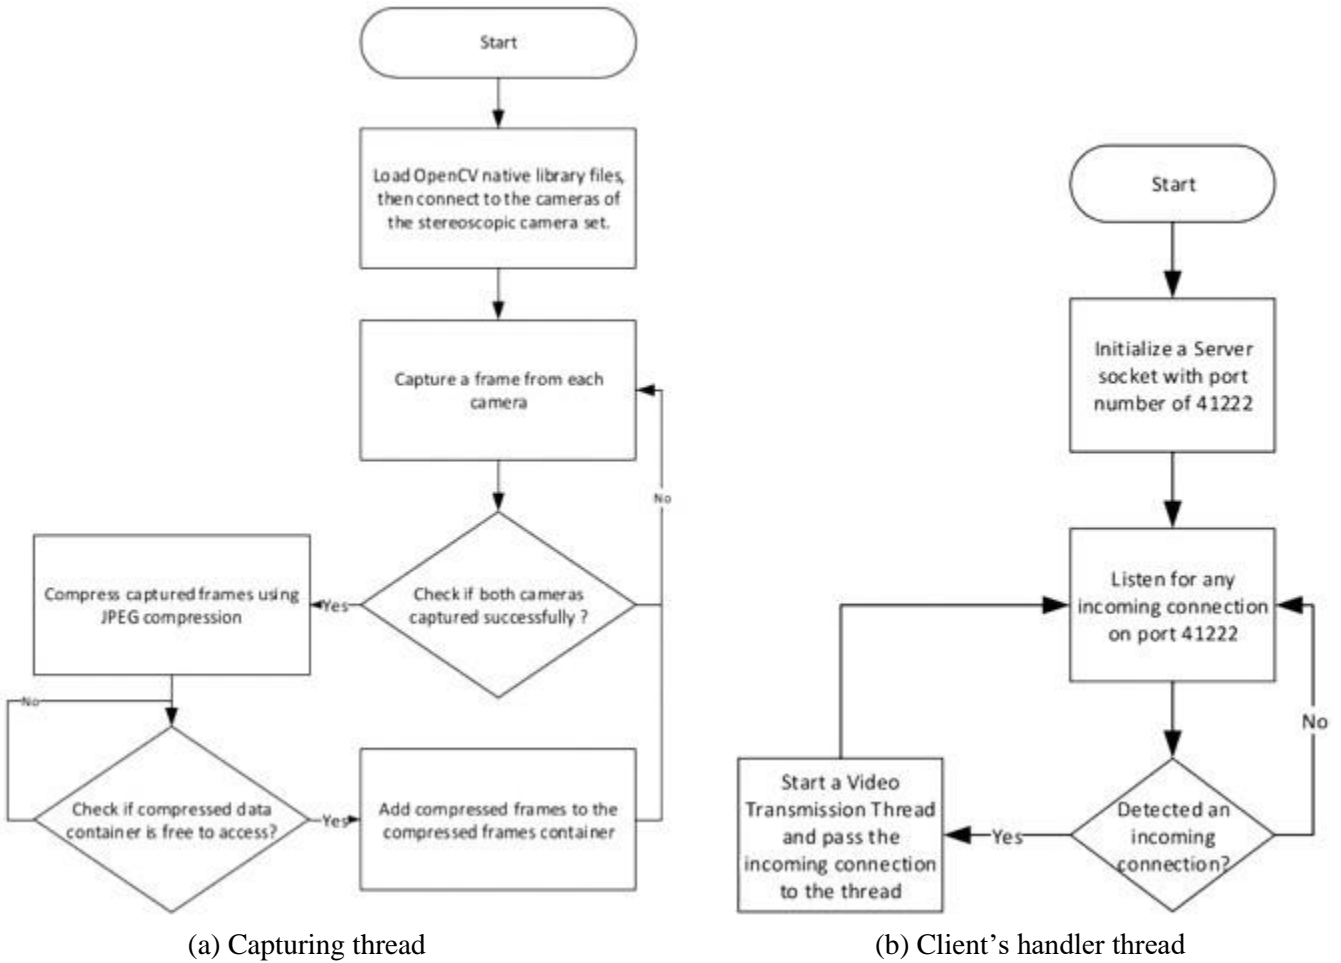 Start
Load OpenCV native library files,
then connect to the cameras of
the stereoscopic camera set.
Capture a frame from each
camera
No
Check if both cameras
captured successfully ?
Yes
Compress captured frames using
JPEG compression
No
Check if compressed data
container is free to access?
Yes
Add compressed frames to the
compressed frames container
(a) Capturing thread
Start
Initialize a Server
socket with port
number of 41222
Listen for any
incoming connection
on port 41222
No
Detected an
incoming
connection?
Yes
Start a Video
Transmission Thread
and pass the
incoming connection
to the thread
(b) Client’s handler thread